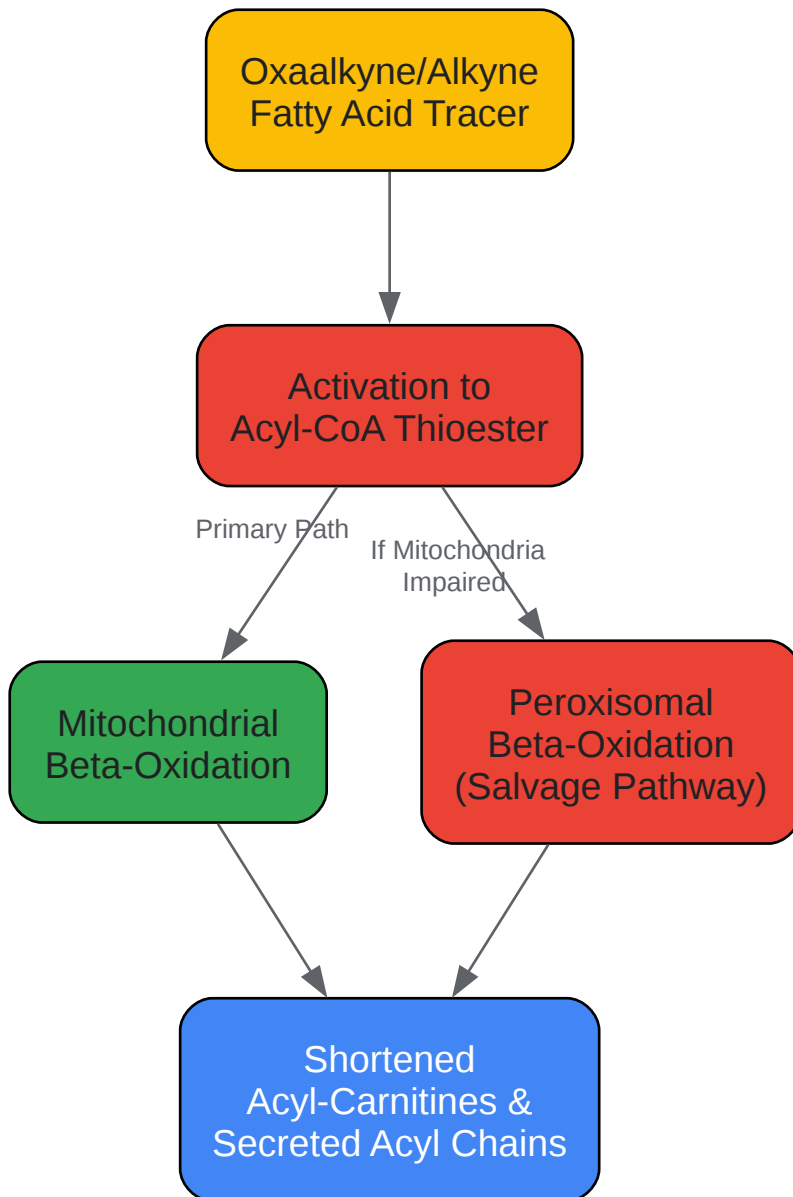 Oxaalkyne/Alkyne
Fatty Acid Tracer
Activation to
Acyl-CoA Thioester
Primary Path
If Mitochondria
Impaired
Mitochondrial
Beta-Oxidation
Peroxisomal
Beta-Oxidation
(Salvage Pathway)
Shortened
Acyl-Carnitines &
Secreted Acyl Chains